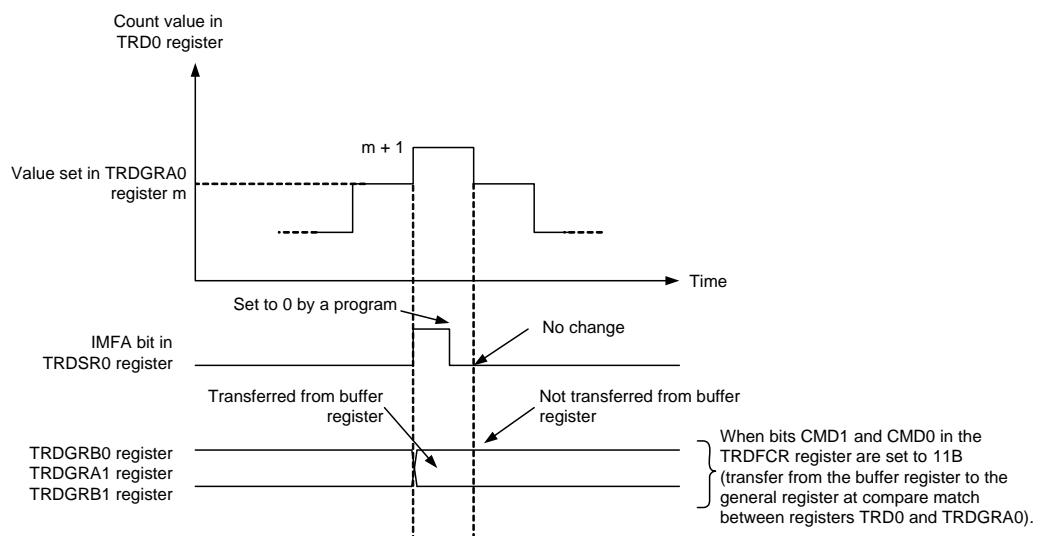 Count value in
TRD0 register
m + 1
Value set in TRDGRA0
register m
Time
Set to 0 by a program
No change
IMFA bit in
TRDSR0 register
Transferred from buffer
register
Not transferred from buffer
register
TRDGRB0 register
TRDGRA1 register
TRDGRB1 register
When bits CMD1 and CMD0 in the
TRDFCR register are set to 11B
(transfer from the buffer register to the
general register at compare match
between registers TRD0 and TRDGRA0).